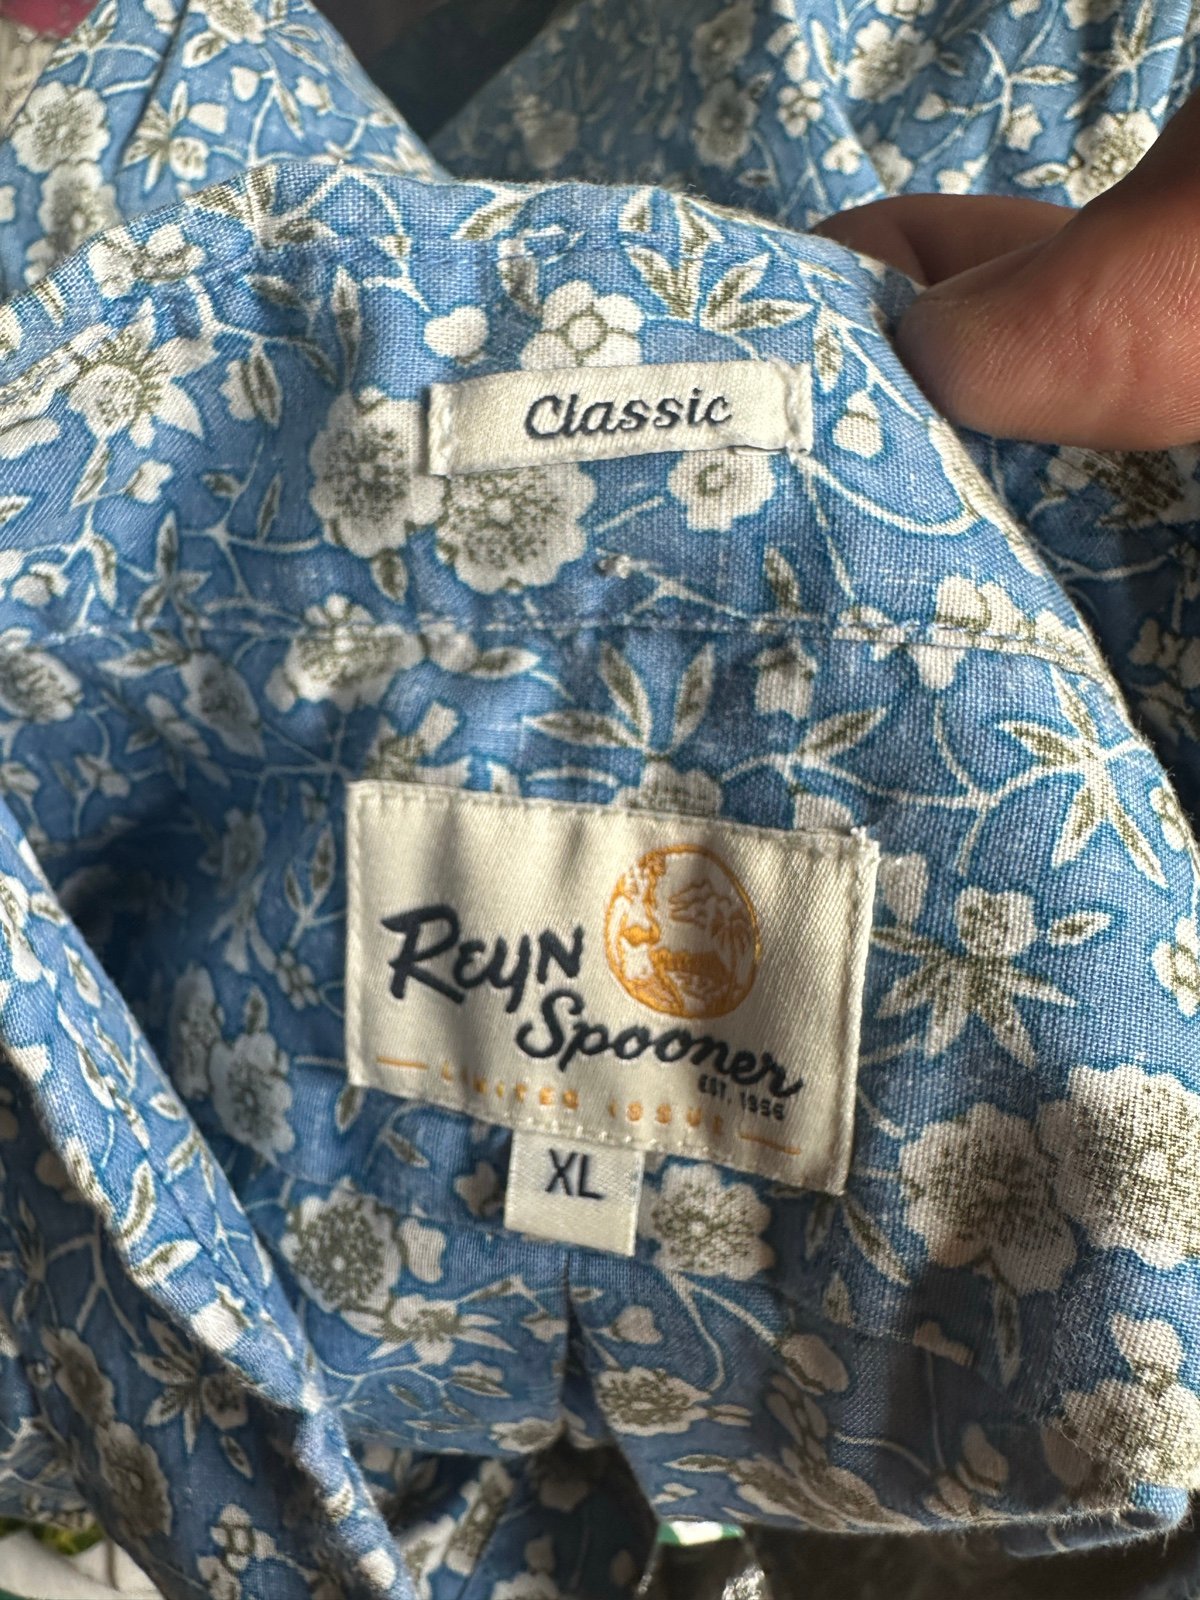 Classic
REYN
Spooner
EST. 1956
LIMITED ISSUE
XL